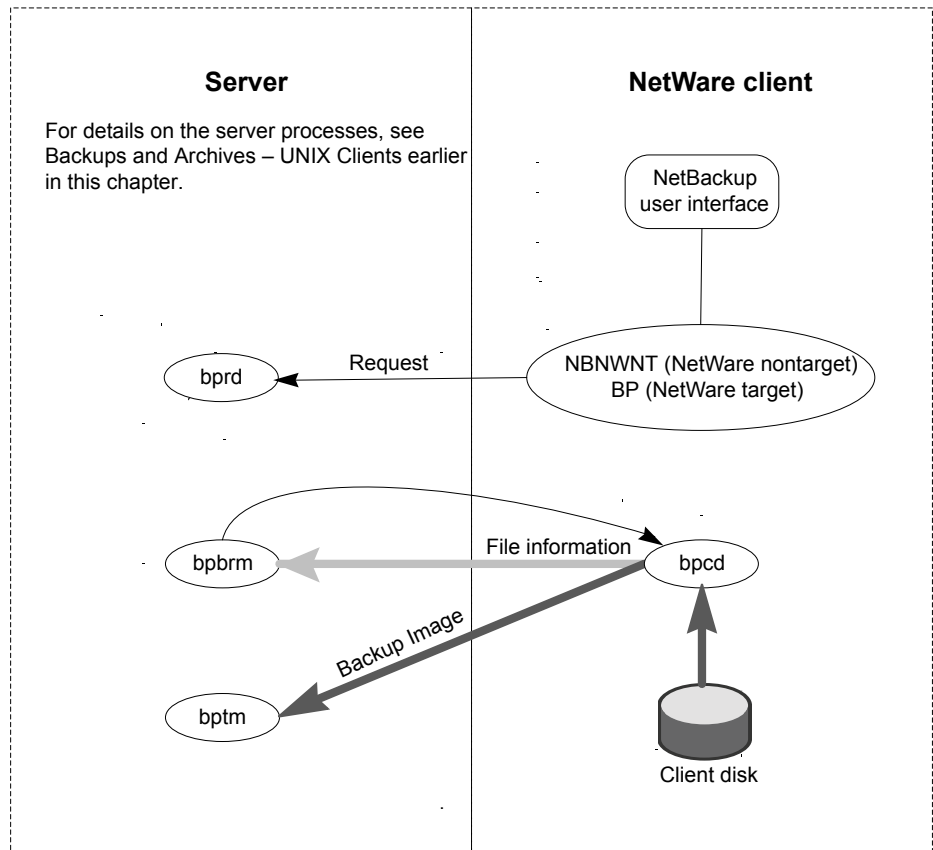 Server
NetWare client
For details on the server processes, see
Backups and Archives – UNIX Clients earlier
in this chapter.
NetBackup
user interface
bprd
Request
NBNWNT (NetWare nontarget)
BP (NetWare target)
bpbrm
File information
bpcd
Backup Image
bptm
Client disk